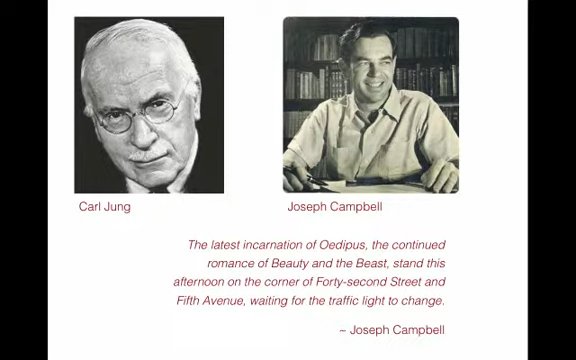 Carl Jung
Joseph Campbell
The latest incarnation of Oedipus, the continued
romance of Beauty and the Beast, stand this
afternoon on the corner of Forty-second Street and
Fifth Avenue, waiting for the traffic light to change.
~ Joseph Campbell